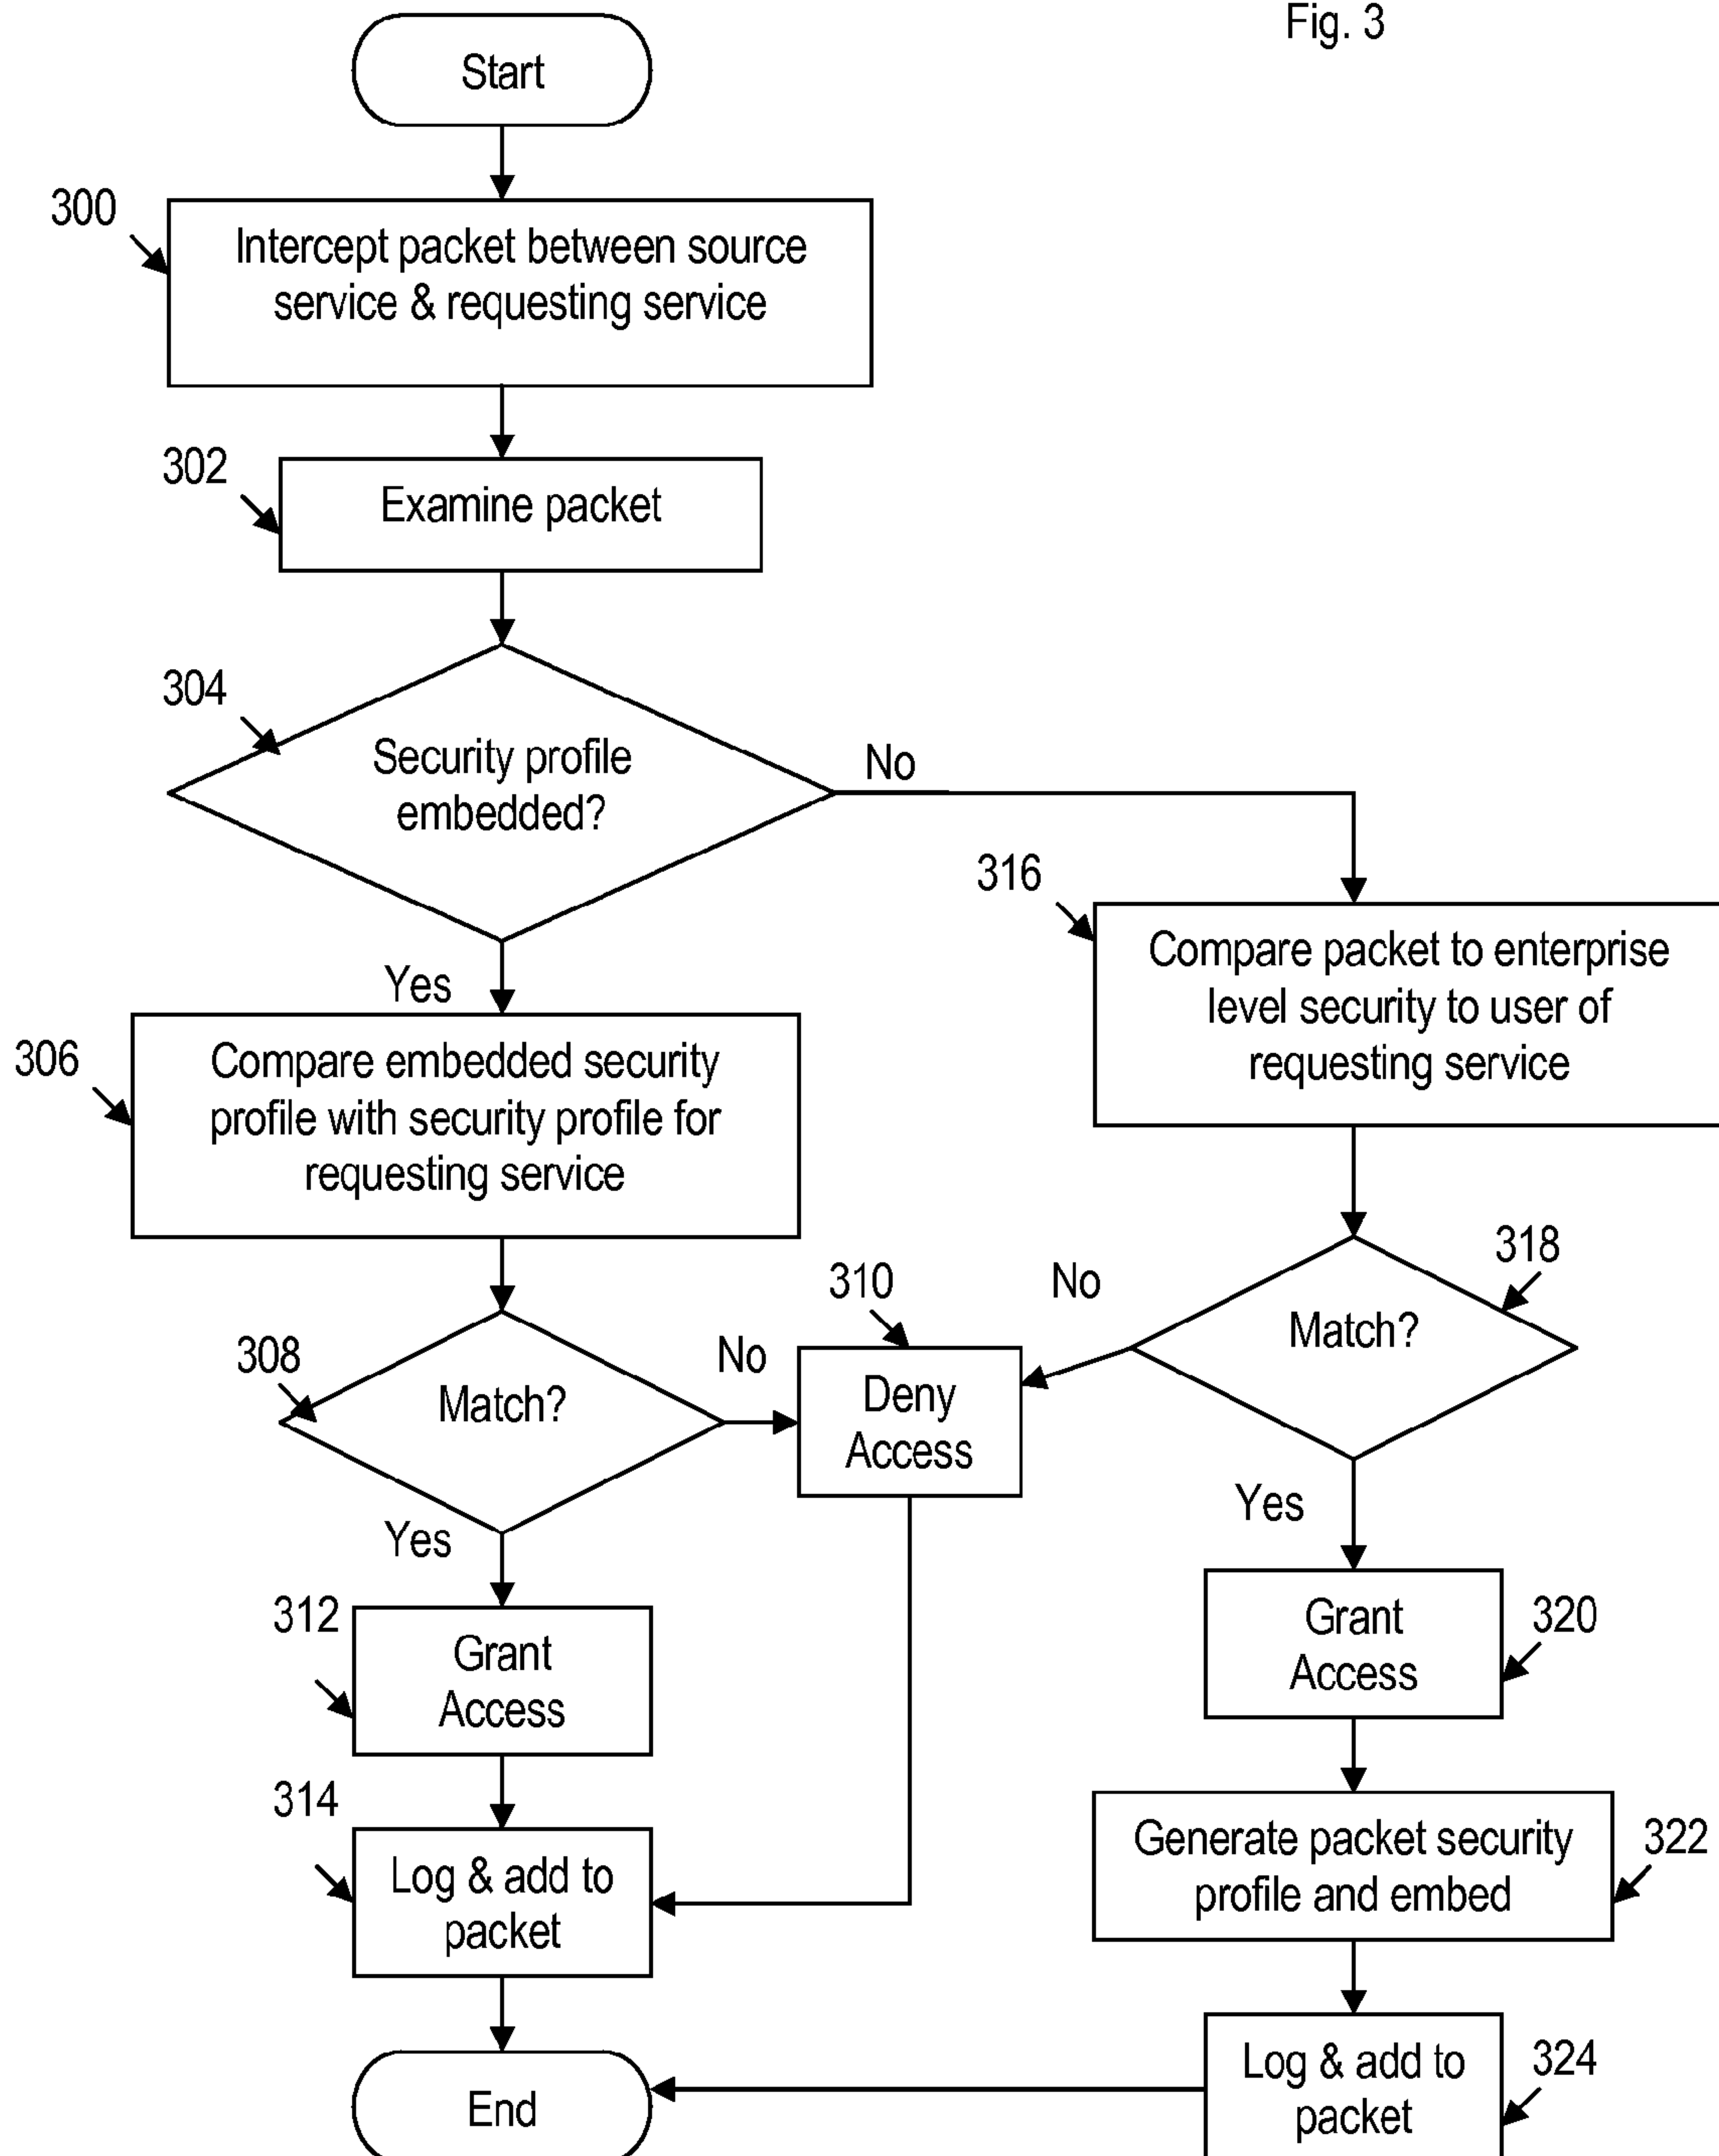 Fig. 3
Start
300
Intercept packet between source
service & requesting service
302
Examine packet
304
Security profile
embedded?
No
316
Compare packet to enterprise
level security to user of
requesting service
Yes
306
Compare embedded security
profile with security profile for
requesting service
318
310
No
Match?
308
Match?
No
Deny
Access
Yes
Yes
312
Grant
Access
Grant
Access
320
314
Log & add to
packet
Generate packet security
profile and embed
322
Log & add to
packet
324
End